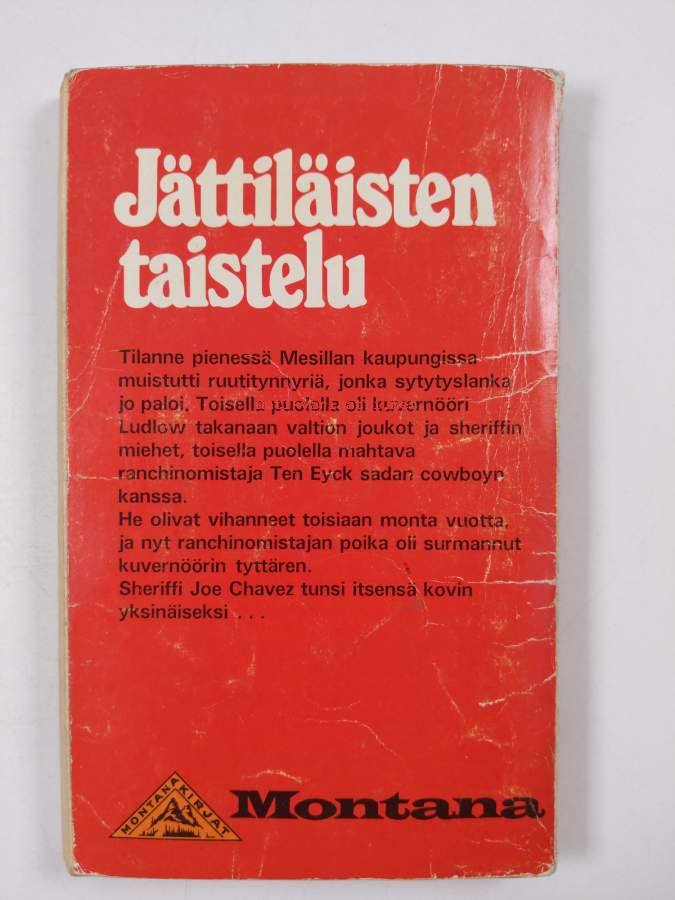 Jättiläisten
taistelu
Tilanne pienessä Mesillan kaupungissa
muistutti ruutitynnyriä, jonka sytytyslanka
jo paloi. Toisella puolella oli kuvernööri
Ludlow takanaan valtion joukot ja sheriffin
miehet, toisella puolella mahtava
ranchinomistaja Ten Eyck sadan cowboyn
kanssa.
He olivat vihanneet toisiaan monta vuotta,
ja nyt ranchinomistajan poika oli surmannut
kuvernöörin tyttären.
Sheriffi Joe Chavez tunsi itsensä kovin
yksinäiseksi . . .
MONTANAKIRJAT
Montana